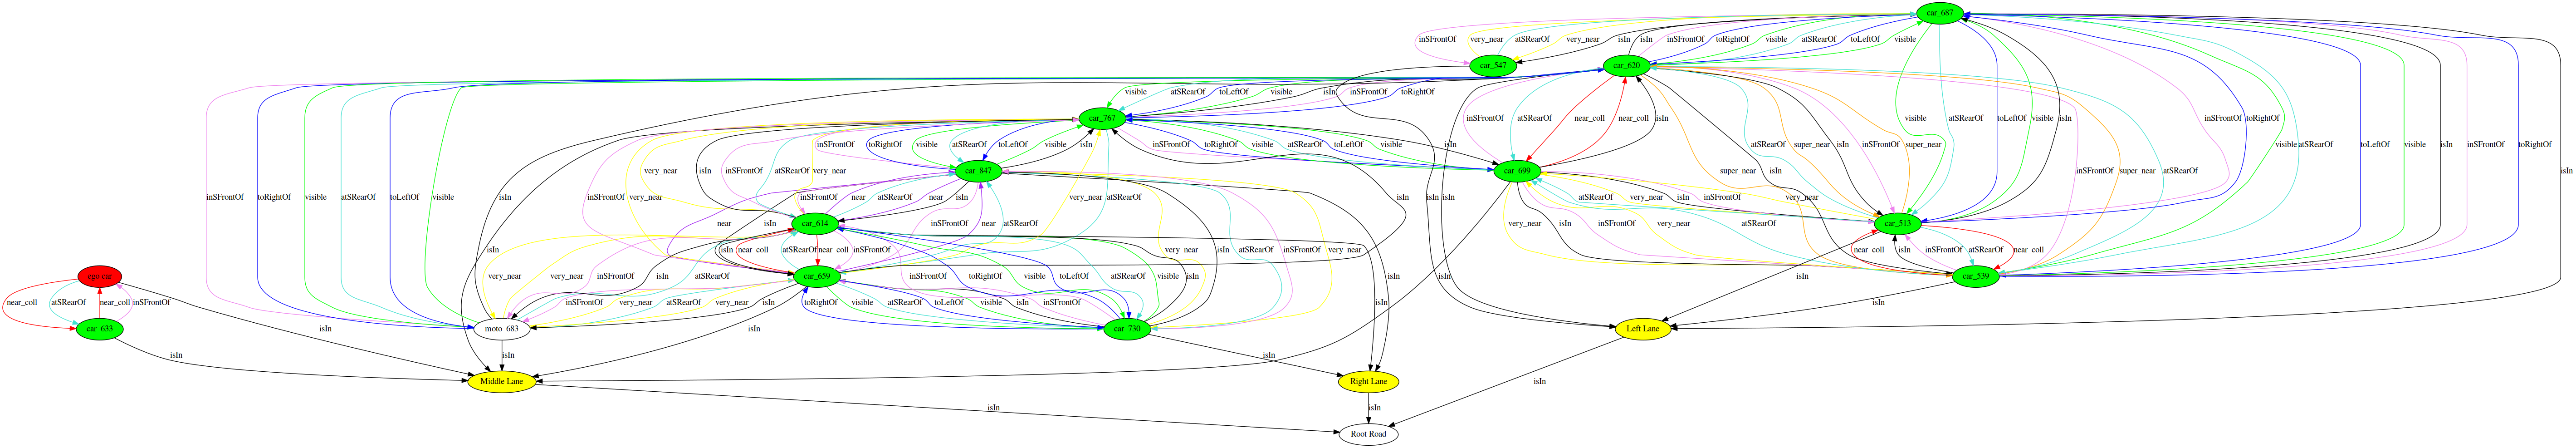 car_687
inSFrontOf very_near atSRearOf very_near isIn isIn inSFrontOf toRightOf visible atSRearOf toLeftOf visible
car_547
car_620
visible atSRearOf toLeftOf visible isIn inSFrontOf toRightOf
car_767
near_coll near_coll isIn
inSFrontOf atSRearOf
visible atSRearOf toLeftOf visible isIn inSFrontOf toRightOf
inSFrontOf toRightOf visible atSRearOf toLeftOf visible isIn
inSFrontOf toRightOf visible atSRearOf toLeftOf visible isIn
atSRearOf super_near isIn inSFrontOf super_near
very_near isIn inSFrontOf atSRearOf very_near
car_847
car_699
super_near isIn
inSFrontOf very_near atSRearOf
visible atSRearOf toLeftOf visible isIn inSFrontOf toRightOf isIn
inSFrontOf super_near atSRearOf
inSFrontOf toRightOf visible atSRearOf toLeftOf visible isIn
inSFrontOf near atSRearOf near isIn
isIn isIn
atSRearOf very_near isIn inSFrontOf very_near
car_614
car_513
near isIn inSFrontOf near atSRearOf
very_near isIn inSFrontOf very_near atSRearOf
isIn near_coll atSRearOf near_coll inSFrontOf
very_near isIn atSRearOf inSFrontOf very_near
near_coll isIn inSFrontOf atSRearOf near_coll
ego car
car_659
car_539
very_near very_near inSFrontOf isIn atSRearOf
inSFrontOf toRightOf visible toLeftOf atSRearOf visible isIn
isIn isIn isIn isIn
near_coll atSRearOf near_coll inSFrontOf
inSFrontOf very_near atSRearOf very_near isIn
toRightOf visible atSRearOf toLeftOf visible isIn inSFrontOf
isIn
car_633
moto_683
car_730
Left Lane
isIn isIn isIn isIn isIn
Middle Lane
Right Lane
isIn isIn isIn
Root Road